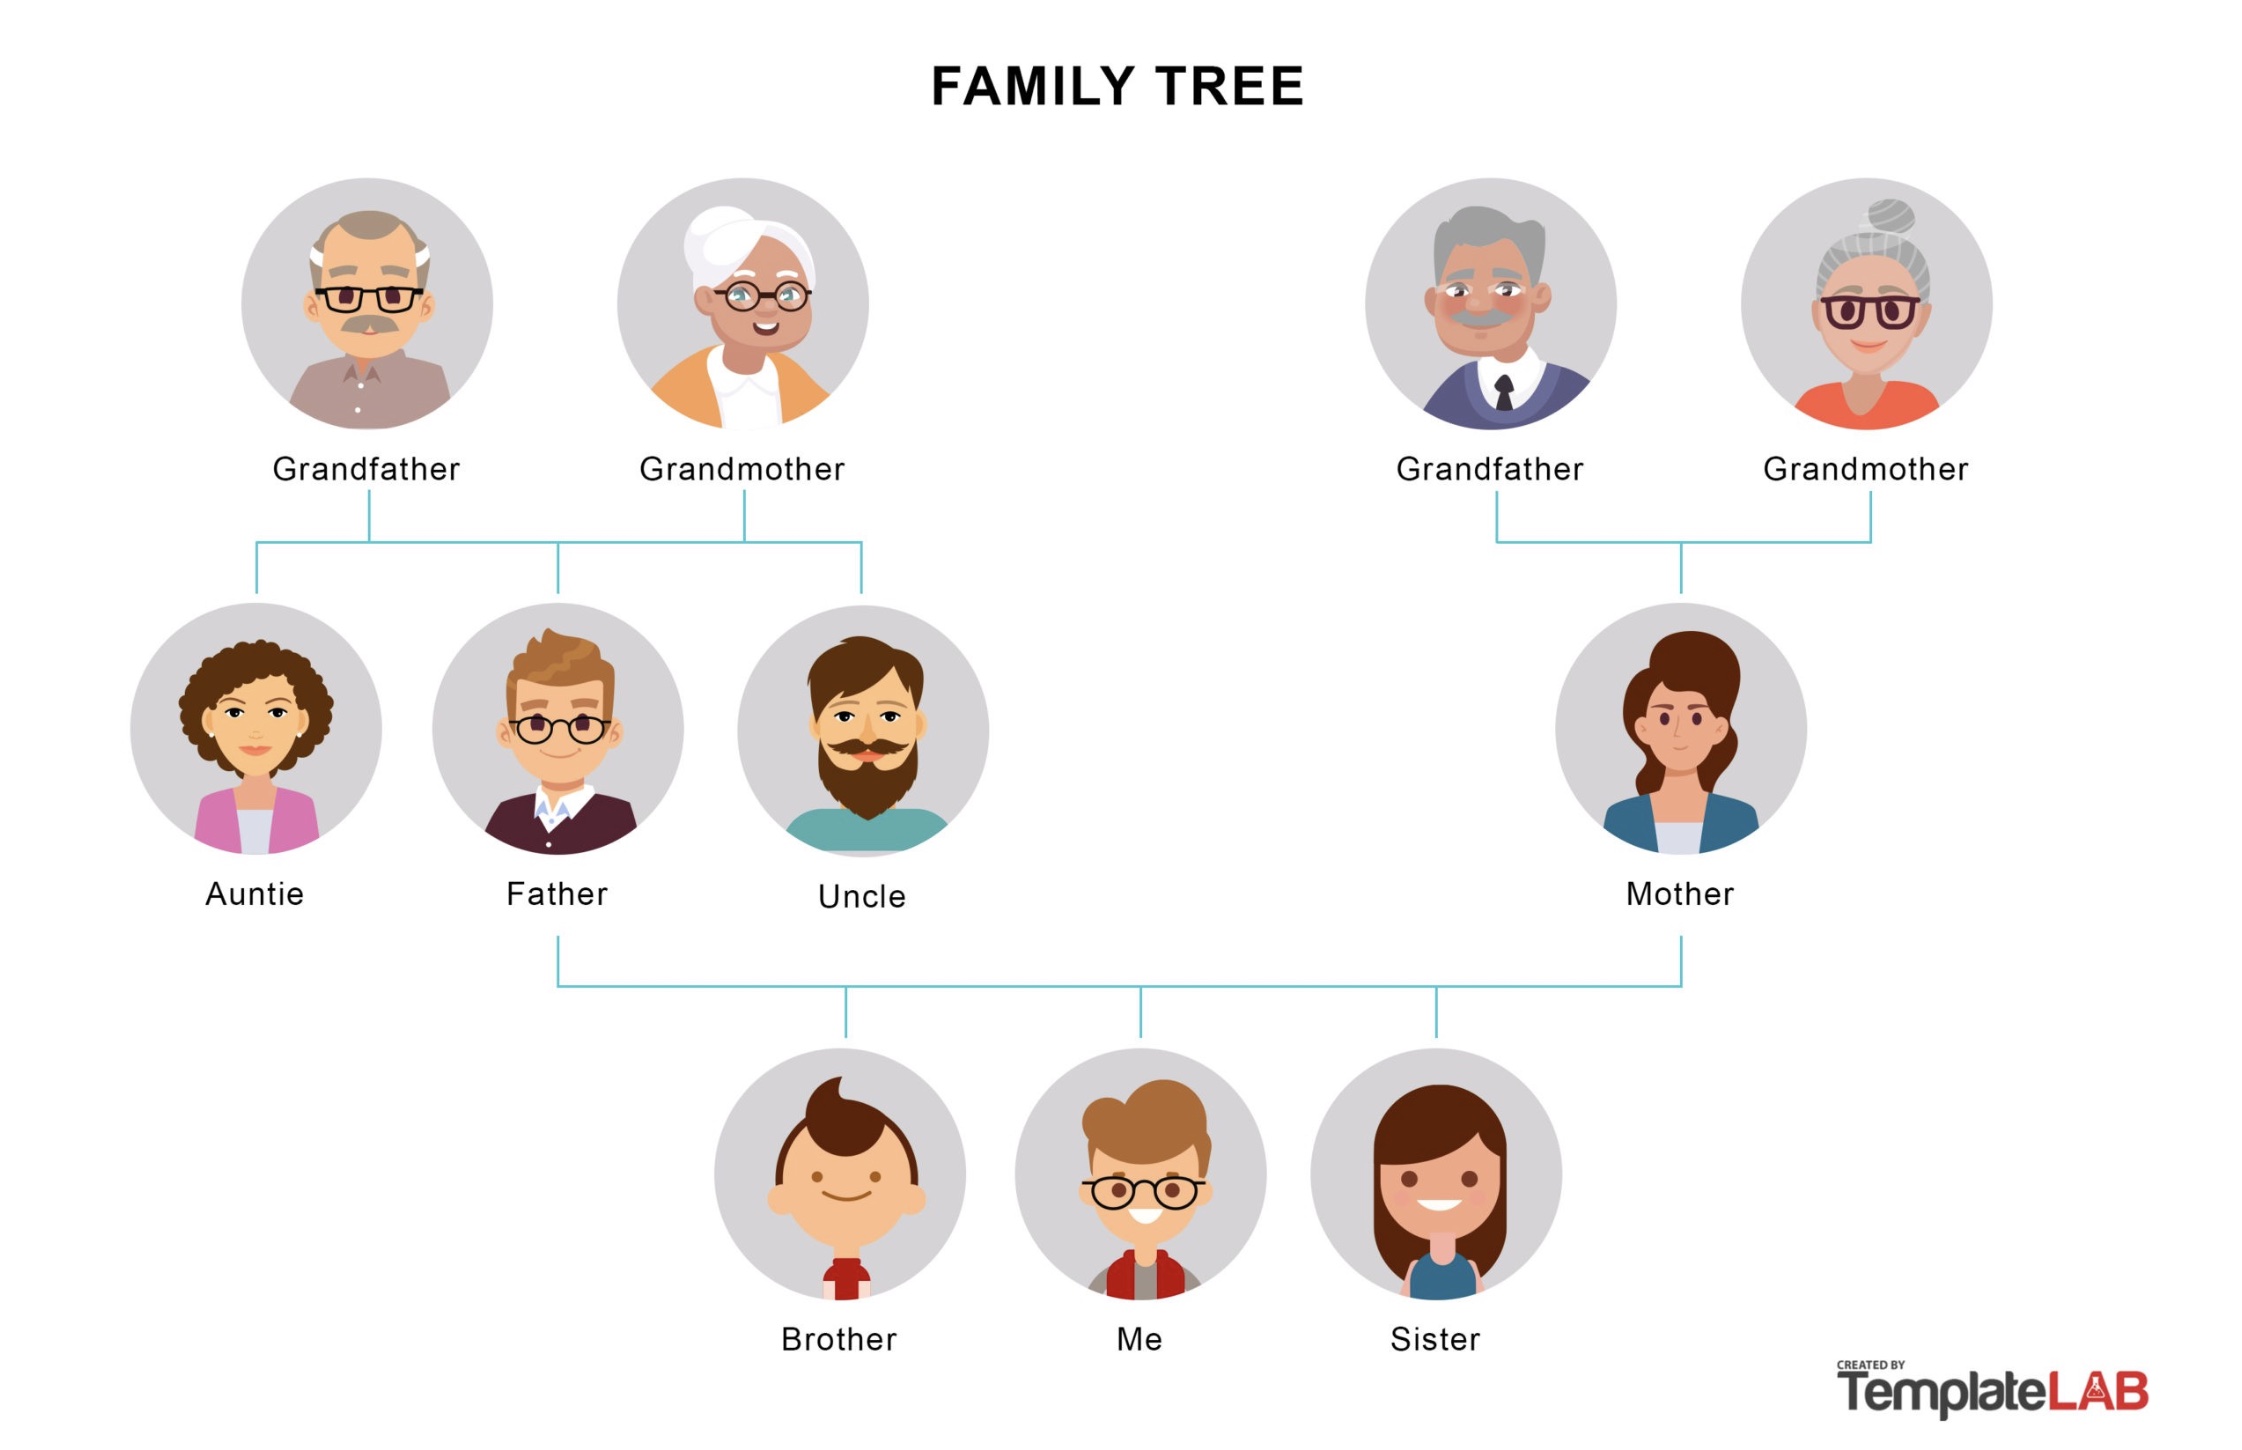 FAMILY TREE
Grandfather
Grandmother
Grandfather
Grandmother
Auntie
Father
Uncle
Mother
Brother
Me
Sister
CREATED BY
TemplateLAB